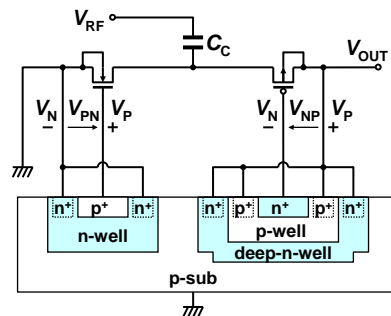 V_RF
C_C
V_OUT
V_N V_PN V_P
− +
V_N V_NP V_P
− +
n+ p+ n+
n-well
n+ p+ n+ p+ n+
p-well
deep-n-well
p-sub